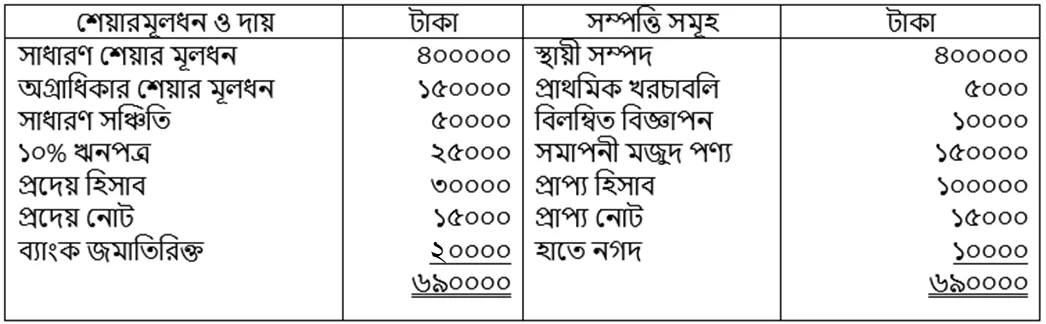 শেয়ারমূলধন ও দায় টাকা সম্পত্তি সমূহ টাকা
সাধারণ শেয়ার মূলধন ৪০০০০০ স্থায়ী সম্পদ ৪০০০০০
অগ্রাধিকার শেয়ার মূলধন ১৫০০০০ প্রাথমিক খরচাবলি ৫০০০
সাধারণ সঞ্চিতি ৫০০০০ বিলম্বিত বিজ্ঞাপন ১০০০০
১০% ঋনপত্র ২৫০০০ সমাপনী মজুদ পণ্য ১৫০০০০
প্রদেয় হিসাব ৩০০০০ প্রাপ্য হিসাব ১০০০০০
প্রদেয় নোট ১৫০০০ প্রাপ্য নোট ১৫০০০
ব্যাংক জমাতিরিক্ত ২০০০০ হাতে নগদ ১০০০০
৬৯০০০০ ৬৯০০০০